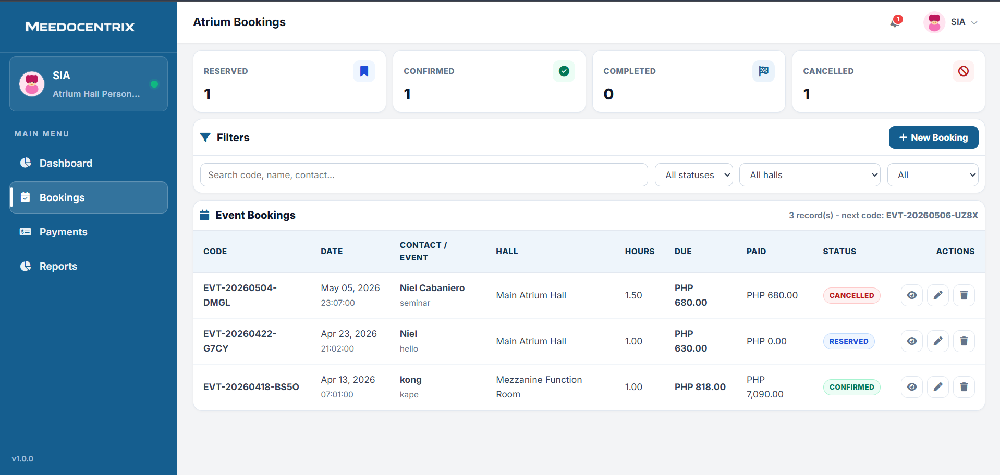 MEEDOCENTRIX
SIA
Atrium Hall Person...
MAIN MENU
Dashboard
Bookings
Payments
Reports
v1.0.0
Atrium Bookings
1
SIA
RESERVED
1
CONFIRMED
1
COMPLETED
0
CANCELLED
1
Filters
+ New Booking
Search code, name, contact...
All statuses
All halls
All
Event Bookings
3 record(s) - next code: EVT-20260506-UZ8X
CODE DATE CONTACT / EVENT HALL HOURS DUE PAID STATUS ACTIONS
EVT-20260504-DMGL May 05, 2026 23:07:00 Niel Cabaniero seminar Main Atrium Hall 1.50 PHP 680.00 PHP 680.00 CANCELLED
EVT-20260422-G7CY Apr 23, 2026 21:02:00 Niel hello Main Atrium Hall 1.00 PHP 630.00 PHP 0.00 RESERVED
EVT-20260418-BS5O Apr 13, 2026 07:01:00 kong kape Mezzanine Function Room 1.00 PHP 818.00 PHP 7,090.00 CONFIRMED